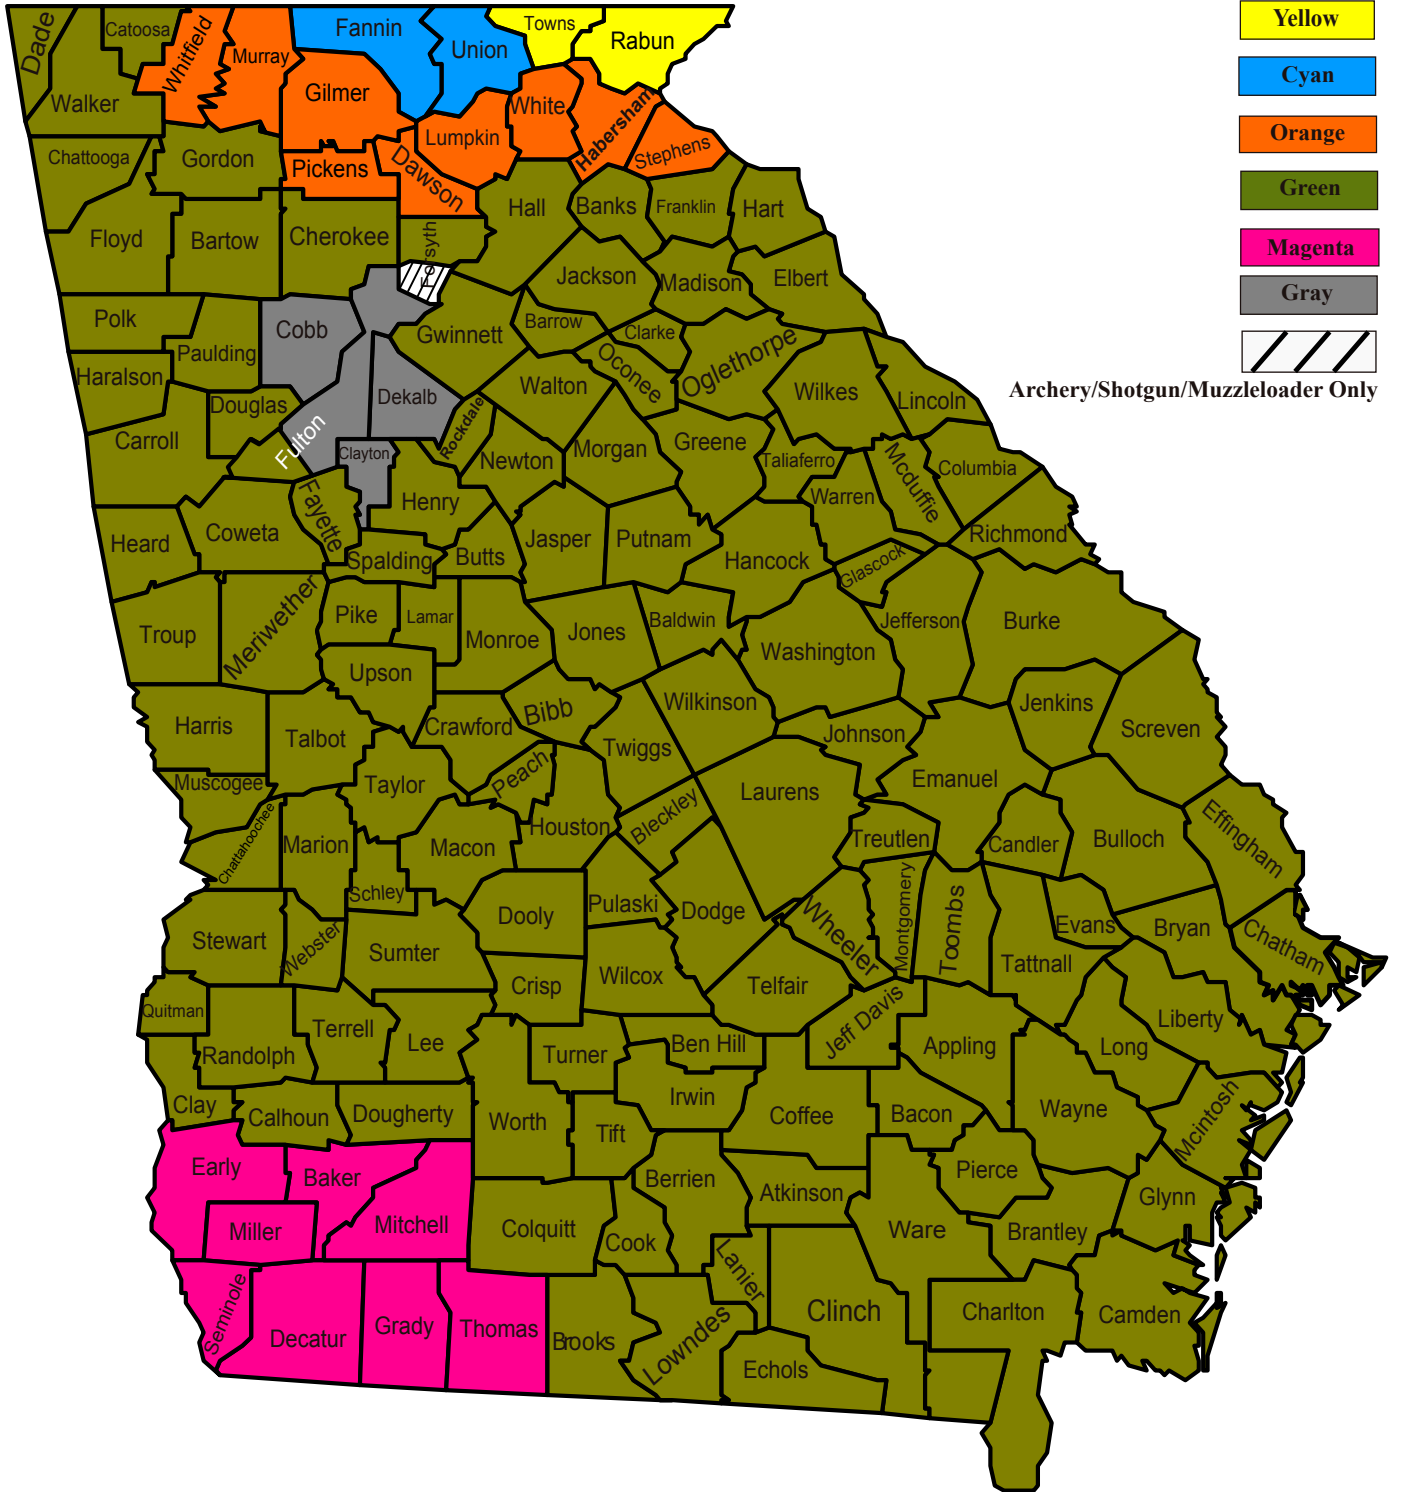 Yellow
Cyan
Orange
Green
Magenta
Gray
Archery/Shotgun/Muzzleloader Only
Dade
Catoosa
Whitfield
Murray
Fannin
Union
Towns
Rabun
Walker
Gilmer
White
Habersham
Lumpkin
Stephens
Chattooga
Gordon
Pickens
Dawson
Hall
Banks
Franklin
Hart
Floyd
Bartow
Cherokee
Forsyth
Jackson
Madison
Elbert
Polk
Paulding
Cobb
Gwinnett
Barrow
Clarke
Oconee
Oglethorpe
Wilkes
Lincoln
Haralson
Douglas
Dekalb
Rockdale
Walton
Carroll
Fulton
Clayton
Newton
Morgan
Greene
Taliaferro
Mcduffie
Columbia
Warren
Heard
Coweta
Fayette
Henry
Spalding
Butts
Jasper
Putnam
Hancock
Glascock
Richmond
Troup
Meriwether
Pike
Lamar
Monroe
Jones
Baldwin
Washington
Jefferson
Burke
Upson
Harris
Talbot
Crawford
Bibb
Wilkinson
Twiggs
Johnson
Jenkins
Screven
Emanuel
Muscogee
Chattahoochee
Taylor
Peach
Laurens
Marion
Macon
Houston
Bleckley
Treutlen
Candler
Bulloch
Effingham
Schley
Stewart
Webster
Sumter
Dooly
Pulaski
Dodge
Wheeler
Montgomery
Toombs
Tattnall
Evans
Bryan
Chatham
Quitman
Randolph
Terrell
Lee
Crisp
Wilcox
Telfair
Jeff Davis
Appling
Long
Liberty
Turner
Ben Hill
Irwin
Clay
Calhoun
Dougherty
Worth
Tift
Coffee
Bacon
Wayne
Mcintosh
Early
Baker
Miller
Mitchell
Colquitt
Cook
Berrien
Atkinson
Pierce
Ware
Brantley
Glynn
Seminole
Decatur
Grady
Thomas
Brooks
Lowndes
Lanier
Clinch
Echols
Charlton
Camden